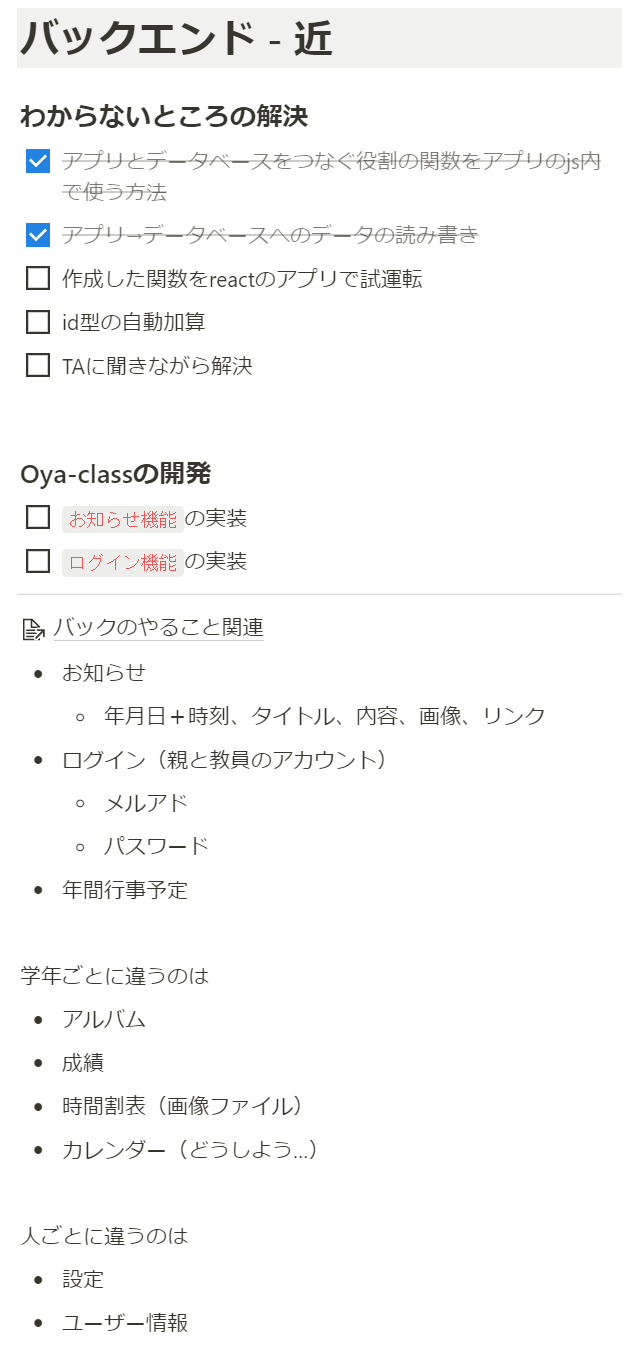 バックエンド - 近
わからないところの解決
アプリとデータベースをつなぐ役割の関数をアプリのjs内
で使う方法
アプリ→データベースへのデータの読み書き
作成した関数をreactのアプリで試運転
id型の自動加算
TAに聞きながら解決
Oya-classの開発
お知らせ機能の実装
ログイン機能の実装
バックのやること関連
お知らせ
年月日＋時刻、タイトル、内容、画像、リンク
ログイン（親と教員のアカウント）
メルアド
パスワード
年間行事予定
学年ごとに違うのは
アルバム
成績
時間割表（画像ファイル）
カレンダー（どうしよう...）
人ごとに違うのは
設定
ユーザー情報